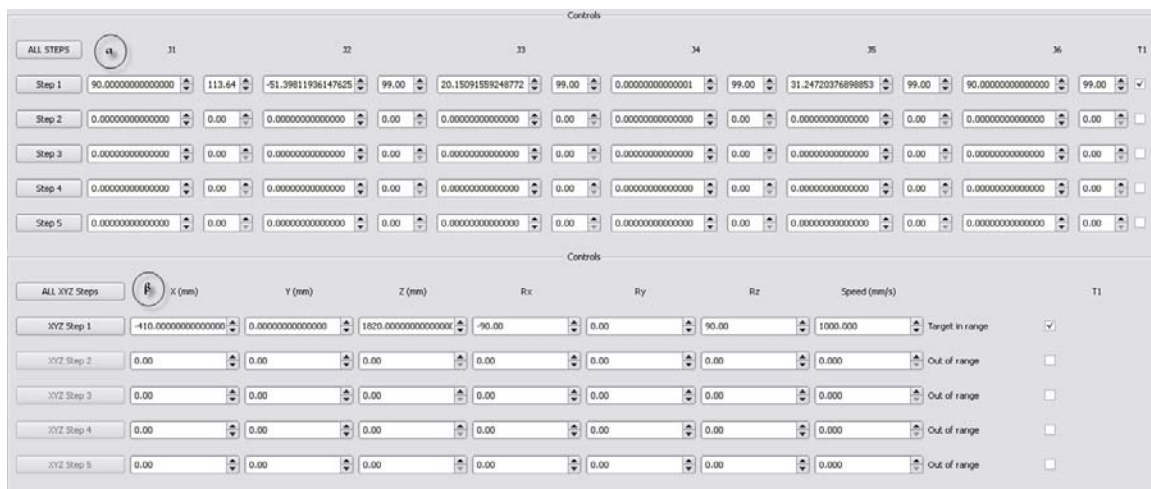 Controls
ALL STEPS α J1 J2 J3 J4 J5 J6 T1
Step 1 90.00000000000000 113.64 -51.39811936147625 99.00 20.15091559248772 99.00 0.00000000000001 99.00 31.24720376898853 99.00 90.00000000000000 99.00
Step 2 0.00000000000000 0.00 0.00000000000000 0.00 0.00000000000000 0.00 0.00000000000000 0.00 0.00000000000000 0.00 0.00000000000000 0.00
Step 3 0.00000000000000 0.00 0.00000000000000 0.00 0.00000000000000 0.00 0.00000000000000 0.00 0.00000000000000 0.00 0.00000000000000 0.00
Step 4 0.00000000000000 0.00 0.00000000000000 0.00 0.00000000000000 0.00 0.00000000000000 0.00 0.00000000000000 0.00 0.00000000000000 0.00
Step 5 0.00000000000000 0.00 0.00000000000000 0.00 0.00000000000000 0.00 0.00000000000000 0.00 0.00000000000000 0.00 0.00000000000000 0.00
Controls
ALL XYZ Steps β X (mm) Y (mm) Z (mm) Rx Ry Rz Speed (mm/s) T1
XYZ Step 1 -410.00000000000000 0.00000000000000 1820.0000000000000( -90.00 0.00 90.00 1000.000 Target in range
XYZ Step 2 0.00 0.00 0.00 0.00 0.00 0.00 0.000 Out of range
XYZ Step 3 0.00 0.00 0.00 0.00 0.00 0.00 0.000 Out of range
XYZ Step 4 0.00 0.00 0.00 0.00 0.00 0.00 0.000 Out of range
XYZ Step 5 0.00 0.00 0.00 0.00 0.00 0.00 0.000 Out of range